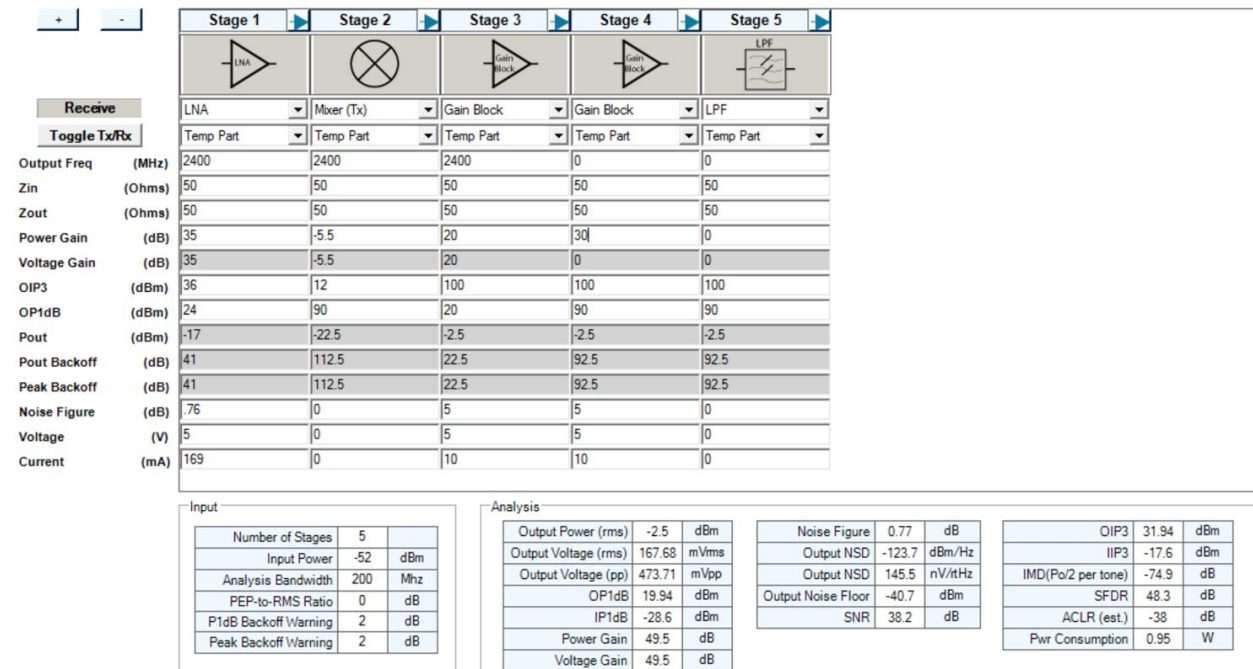 + - Stage 1 Stage 2 Stage 3 Stage 4 Stage 5
LNA Gain Block Gain Block LPF
Receive LNA Mixer (Tx) Gain Block Gain Block LPF
Toggle Tx/Rx Temp Part Temp Part Temp Part Temp Part Temp Part
Output Freq (MHz) 2400 2400 2400 0 0
Zin (Ohms) 50 50 50 50 50
Zout (Ohms) 50 50 50 50 50
Power Gain (dB) 35 -5.5 20 30 0
Voltage Gain (dB) 35 -5.5 20 0 0
OIP3 (dBm) 36 12 100 100 100
OP1dB (dBm) 24 90 20 90 90
Pout (dBm) -17 -22.5 -2.5 -2.5 -2.5
Pout Backoff (dB) 41 112.5 22.5 92.5 92.5
Peak Backoff (dB) 41 112.5 22.5 92.5 92.5
Noise Figure (dB) .76 0 5 5 0
Voltage (V) 5 0 5 5 0
Current (mA) 169 0 10 10 0
Input
Number of Stages 5
Input Power -52 dBm
Analysis Bandwidth 200 Mhz
PEP-to-RMS Ratio 0 dB
P1dB Backoff Warning 2 dB
Peak Backoff Warning 2 dB
Analysis
Output Power (rms) -2.5 dBm
Output Voltage (rms) 167.68 mVrms
Output Voltage (pp) 473.71 mVpp
OP1dB 19.94 dBm
IP1dB -28.6 dBm
Power Gain 49.5 dB
Voltage Gain 49.5 dB
Noise Figure 0.77 dB
Output NSD -123.7 dBm/Hz
Output NSD 145.5 nV/rtHz
Output Noise Floor -40.7 dBm
SNR 38.2 dB
OIP3 31.94 dBm
IIP3 -17.6 dBm
IMD(Po/2 per tone) -74.9 dB
SFDR 48.3 dB
ACLR (est.) -38 dB
Pwr Consumption 0.95 W